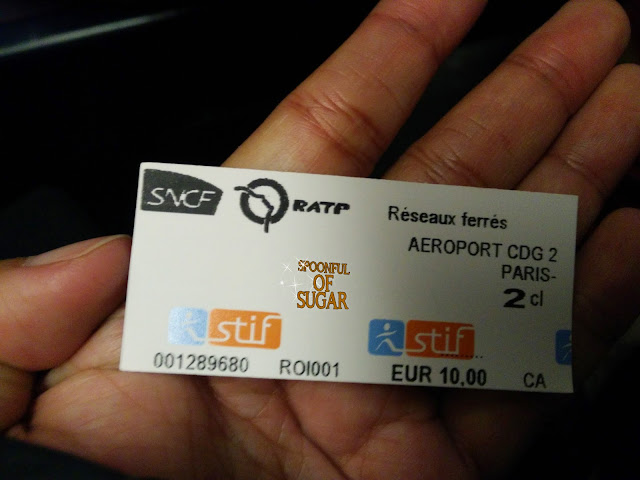 SNCF
RATP
Réseaux ferrés
AEROPORT CDG 2
PARIS-
2 cl
SPOONFUL
OF
SUGAR
stif
stif
001289680 ROI001 EUR 10,00 CA